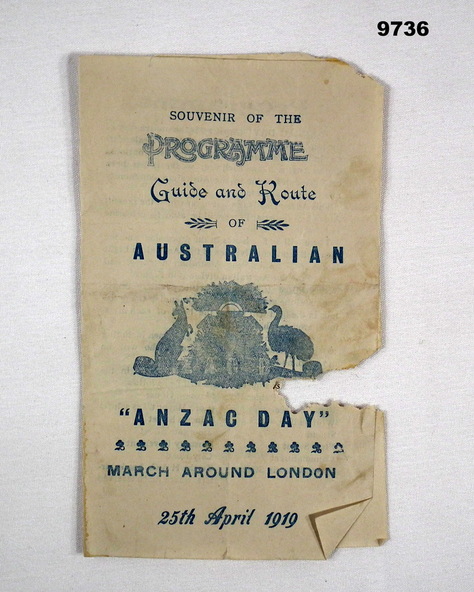 9736
SOUVENIR OF THE
PROGRAMME
Guide and Route
OF
AUSTRALIAN
"ANZAC DAY"
MARCH AROUND LONDON
25th April 1919